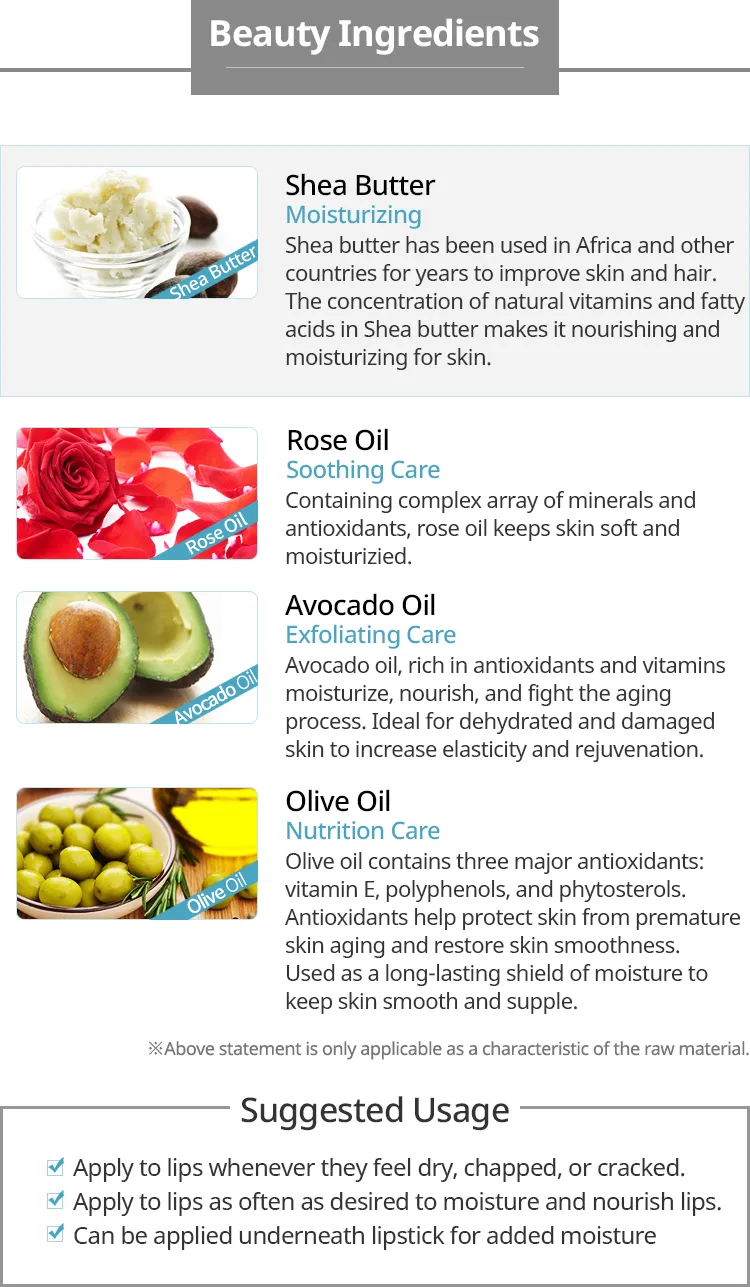 Beauty Ingredients
Shea Butter
Shea Butter
Moisturizing
Shea butter has been used in Africa and other
countries for years to improve skin and hair.
The concentration of natural vitamins and fatty
acids in Shea butter makes it nourishing and
moisturizing for skin.
Rose Oil
Rose Oil
Soothing Care
Containing complex array of minerals and
antioxidants, rose oil keeps skin soft and
moisturizied.
Avocado Oil
Avocado Oil
Exfoliating Care
Avocado oil, rich in antioxidants and vitamins
moisturize, nourish, and fight the aging
process. Ideal for dehydrated and damaged
skin to increase elasticity and rejuvenation.
Olive Oil
Olive Oil
Nutrition Care
Olive oil contains three major antioxidants:
vitamin E, polyphenols, and phytosterols.
Antioxidants help protect skin from premature
skin aging and restore skin smoothness.
Used as a long-lasting shield of moisture to
keep skin smooth and supple.
※Above statement is only applicable as a characteristic of the raw material.
Suggested Usage
Apply to lips whenever they feel dry, chapped, or cracked.
Apply to lips as often as desired to moisture and nourish lips.
Can be applied underneath lipstick for added moisture